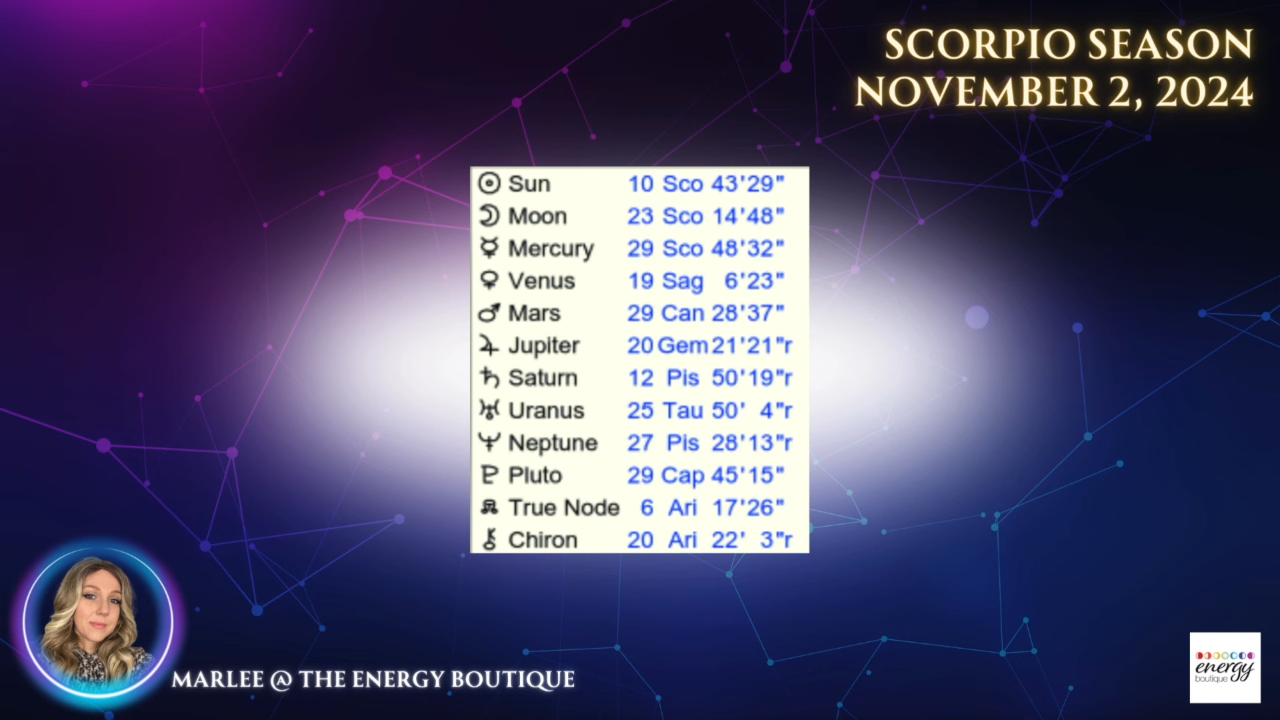 SCORPIO SEASON
NOVEMBER 2, 2024
Sun 10 Sco 43'29"
Moon 23 Sco 14'48"
Mercury 29 Sco 48'32"
Venus 19 Sag 6'23"
Mars 29 Can 28'37"
Jupiter 20 Gem 21'21"r
Saturn 12 Pis 50'19"r
Uranus 25 Tau 50' 4"r
Neptune 27 Pis 28'13"r
Pluto 29 Cap 45'15"
True Node 6 Ari 17'26"
Chiron 20 Ari 22' 3"r
MARLEE @ THE ENERGY BOUTIQUE
energy
boutique